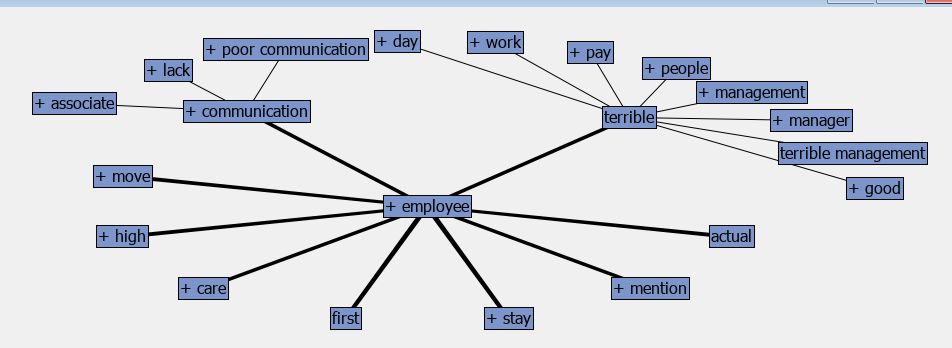 + day
+ work
+ poor communication
+ pay
+ lack
+ people
+ management
+ associate
+ communication
terrible
+ manager
terrible management
+ move
+ good
+ employee
+ high
actual
+ care
+ mention
first
+ stay